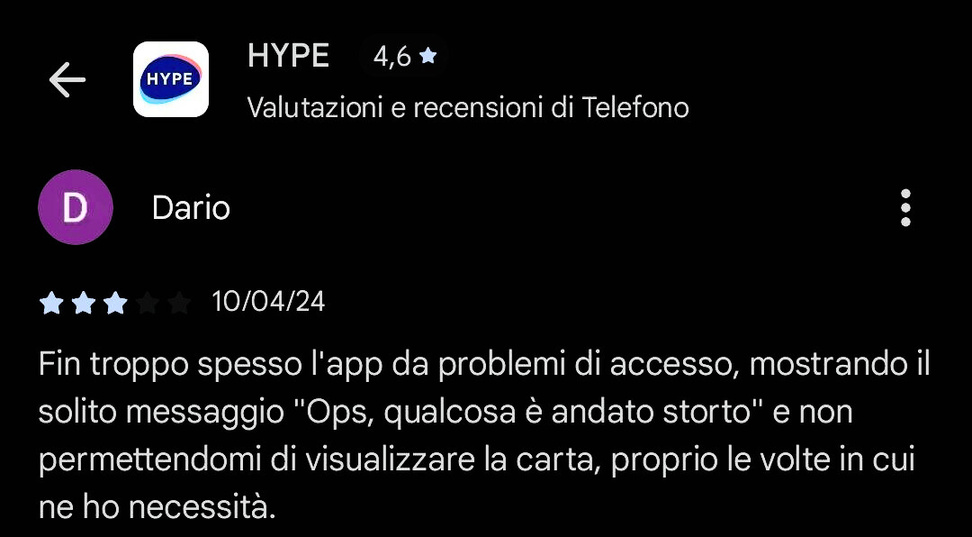 HYPE 4,6
HYPE
Valutazioni e recensioni di Telefono
D Dario
10/04/24
Fin troppo spesso l'app da problemi di accesso, mostrando il
solito messaggio "Ops, qualcosa è andato storto" e non
permettendomi di visualizzare la carta, proprio le volte in cui
ne ho necessità.